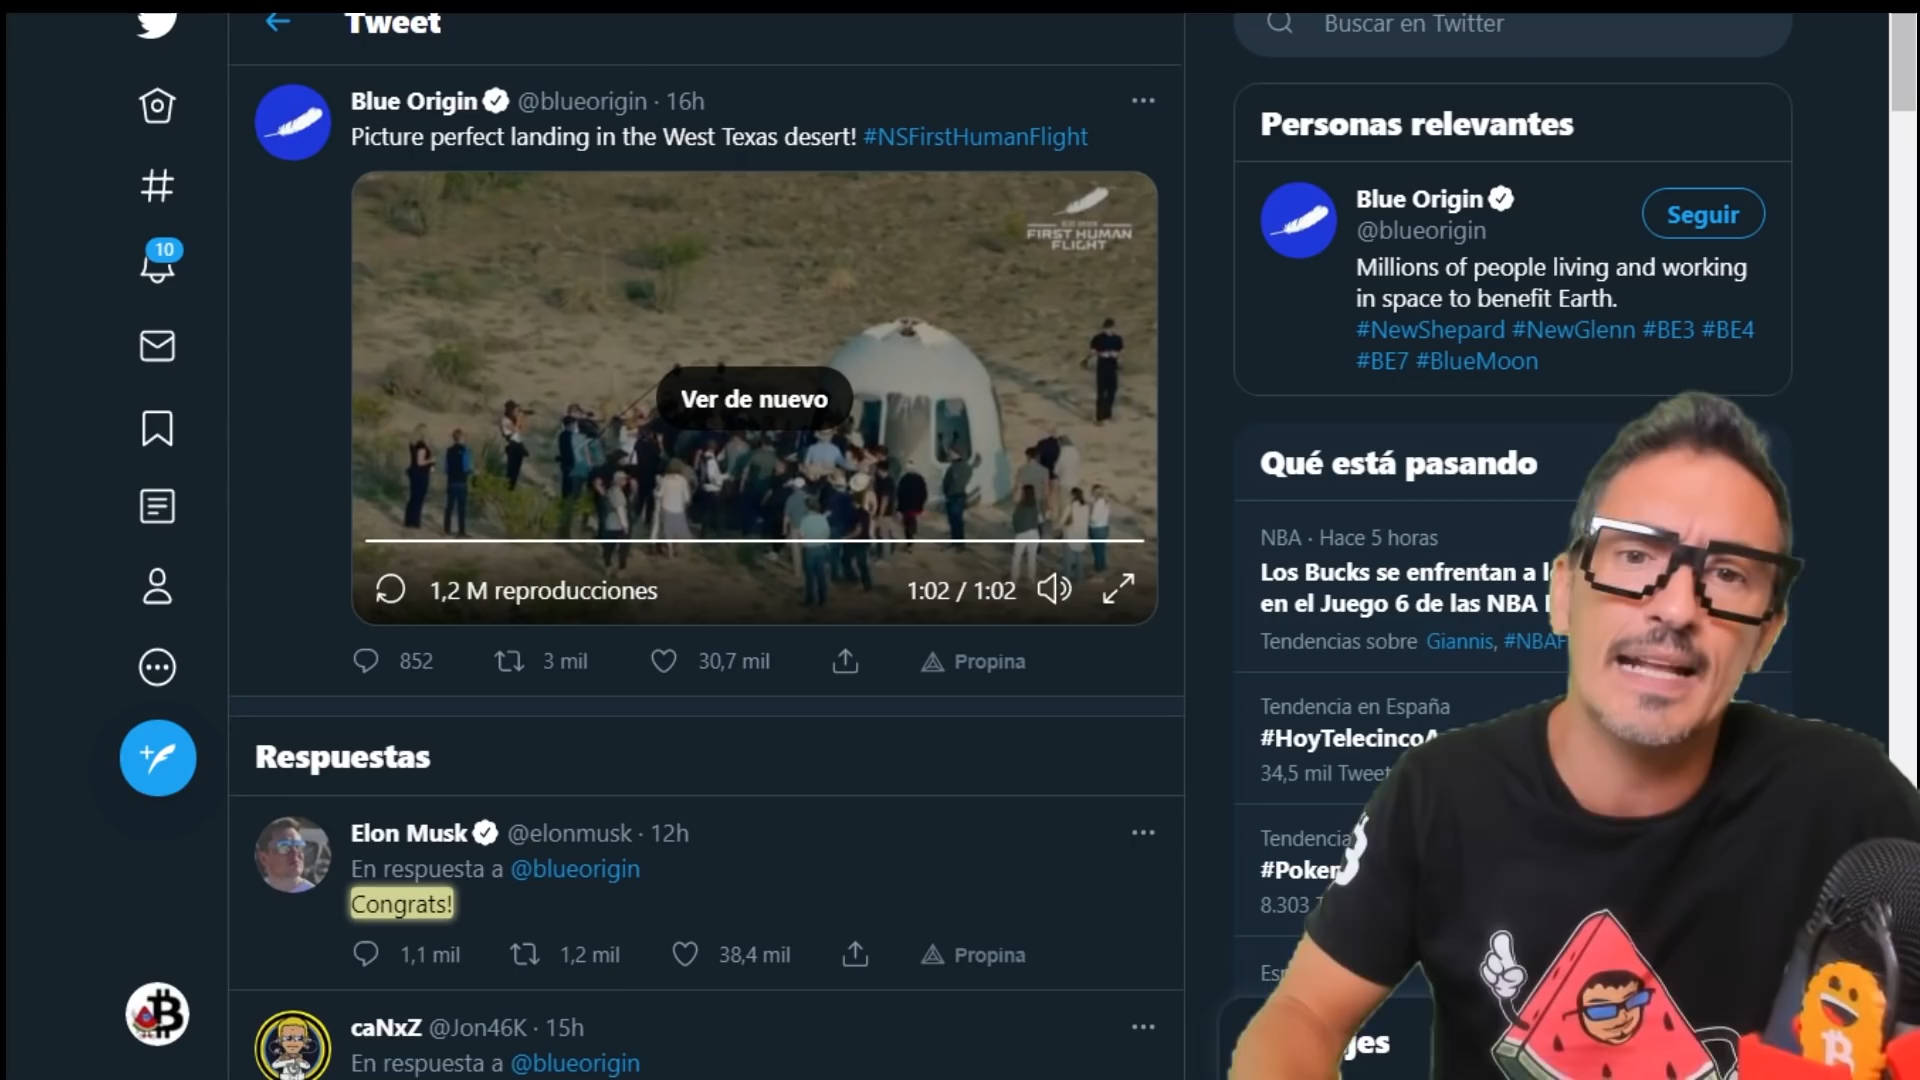 Tweet
Buscar en Twitter
Blue Origin @blueorigin · 16h
Picture perfect landing in the West Texas desert! #NSFirstHumanFlight
FIRST HUMAN
FLIGHT
Ver de nuevo
1,2 M reproducciones
1:02 / 1:02
852
3 mil
30,7 mil
Propina
Respuestas
Elon Musk @elonmusk · 12h
En respuesta a @blueorigin
Congrats!
1,1 mil
1,2 mil
38,4 mil
Propina
caNxZ @Jon46K · 15h
En respuesta a @blueorigin
10
Personas relevantes
Blue Origin
@blueorigin
Seguir
Millions of people living and working
in space to benefit Earth.
#NewShepard #NewGlenn #BE3 #BE4
#BE7 #BlueMoon
Qué está pasando
NBA · Hace 5 horas
Los Bucks se enfrentan a
en el Juego 6 de las NBA
Tendencias sobre Giannis, #NBAF
Tendencia en España
#HoyTelecinco
34,5 mil Tweet
Tendencia
#Poker
8.303